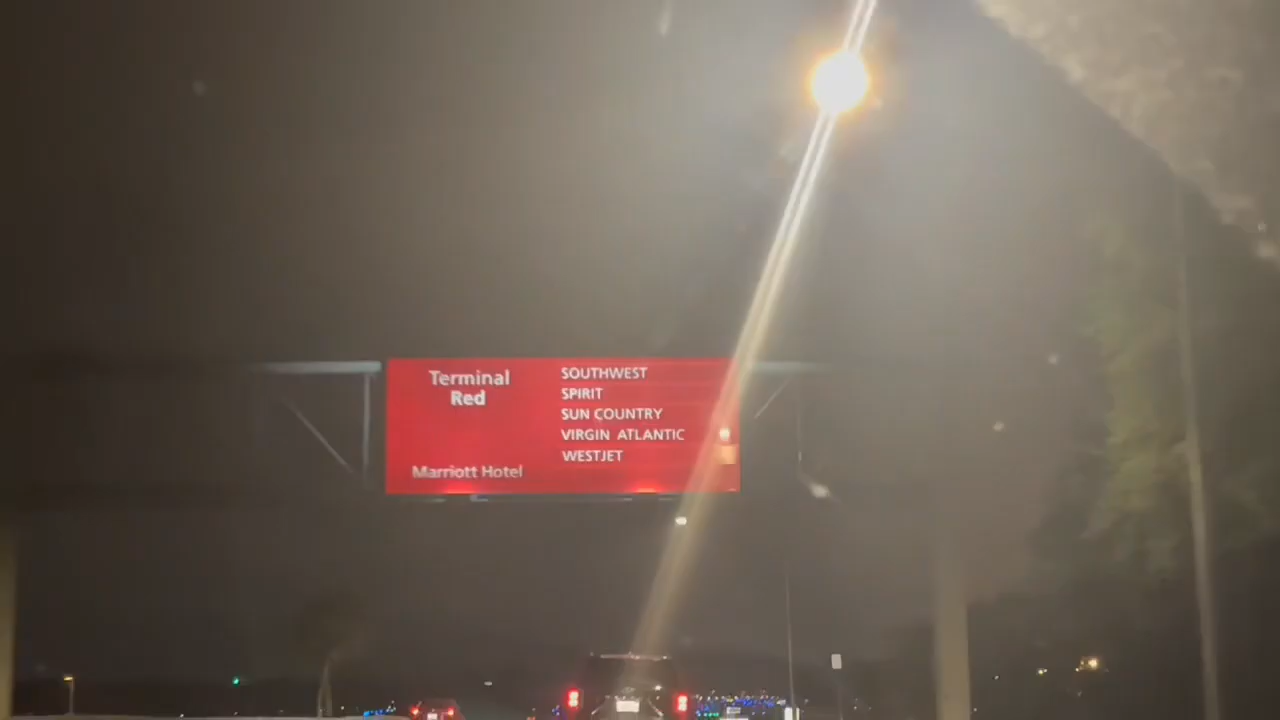 Terminal
Red
Marriott Hotel
SOUTHWEST
SPIRIT
SUN COUNTRY
VIRGIN ATLANTIC
WESTJET